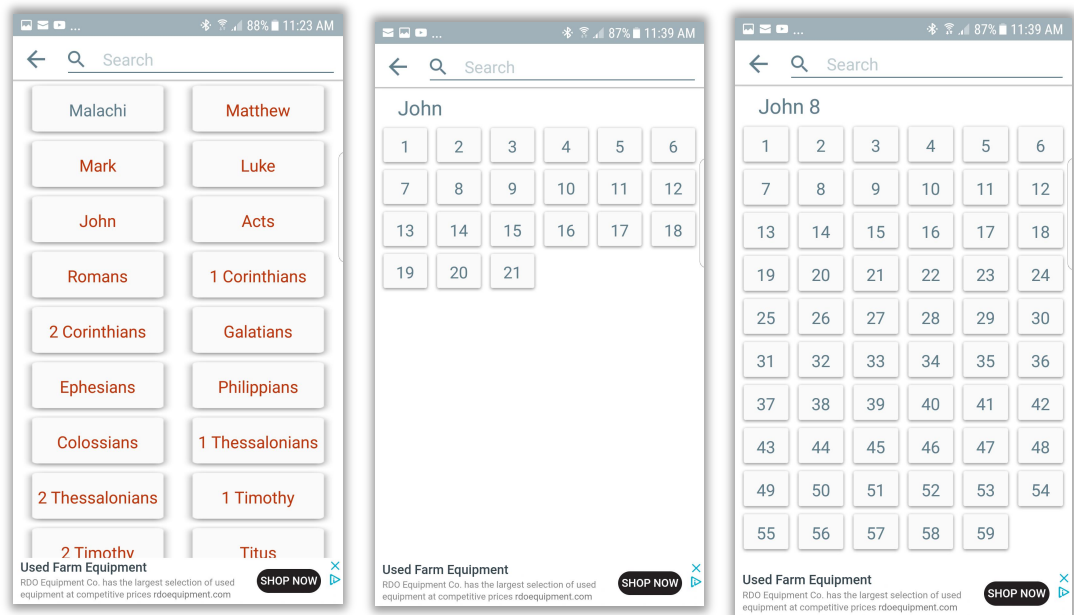 ... 88% 11:23 AM
Search
Malachi Matthew
Mark Luke
John Acts
Romans 1 Corinthians
2 Corinthians Galatians
Ephesians Philippians
Colossians 1 Thessalonians
2 Thessalonians 1 Timothy
2 Timothy Titus
Used Farm Equipment
RDO Equipment Co. has the largest selection of used
equipment at competitive prices rdoequipment.com
SHOP NOW
... 87% 11:39 AM
Search
John
1 2 3 4 5 6
7 8 9 10 11 12
13 14 15 16 17 18
19 20 21
Used Farm Equipment
RDO Equipment Co. has the largest selection of used
equipment at competitive prices rdoequipment.com
SHOP NOW
... 87% 11:39 AM
Search
John 8
1 2 3 4 5 6
7 8 9 10 11 12
13 14 15 16 17 18
19 20 21 22 23 24
25 26 27 28 29 30
31 32 33 34 35 36
37 38 39 40 41 42
43 44 45 46 47 48
49 50 51 52 53 54
55 56 57 58 59
Used Farm Equipment
RDO Equipment Co. has the largest selection of used
equipment at competitive prices rdoequipment.com
SHOP NOW